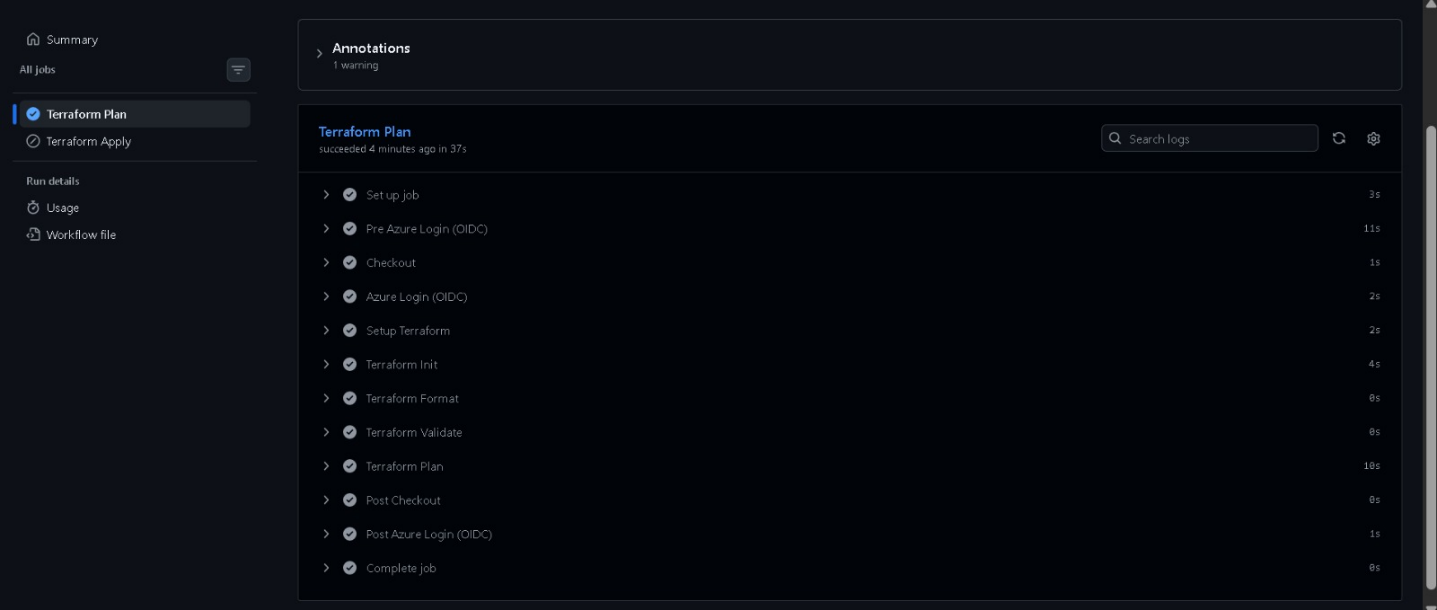 Summary
All jobs
Terraform Plan
Terraform Apply
Run details
Usage
Workflow file
Annotations
1 warning
Terraform Plan
succeeded 4 minutes ago in 37s
Search logs
Set up job 3s
Pre Azure Login (OIDC) 11s
Checkout 1s
Azure Login (OIDC) 2s
Setup Terraform 2s
Terraform Init 4s
Terraform Format 0s
Terraform Validate 0s
Terraform Plan 10s
Post Checkout 0s
Post Azure Login (OIDC) 1s
Complete job 0s